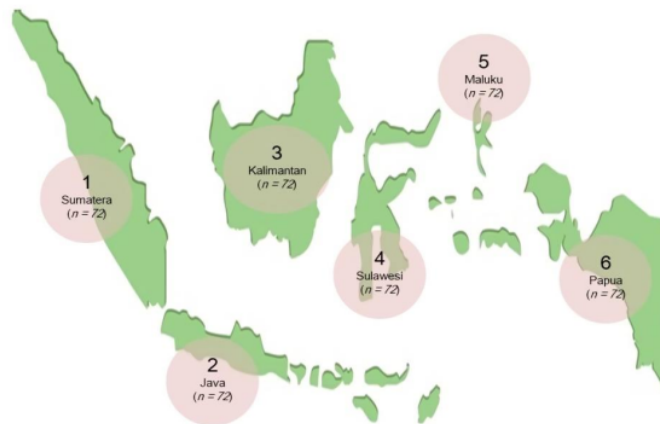 1
Sumatera
(n = 72)
2
Java
(n = 72)
3
Kalimantan
(n = 72)
4
Sulawesi
(n = 72)
5
Maluku
(n = 72)
6
Papua
(n = 72)